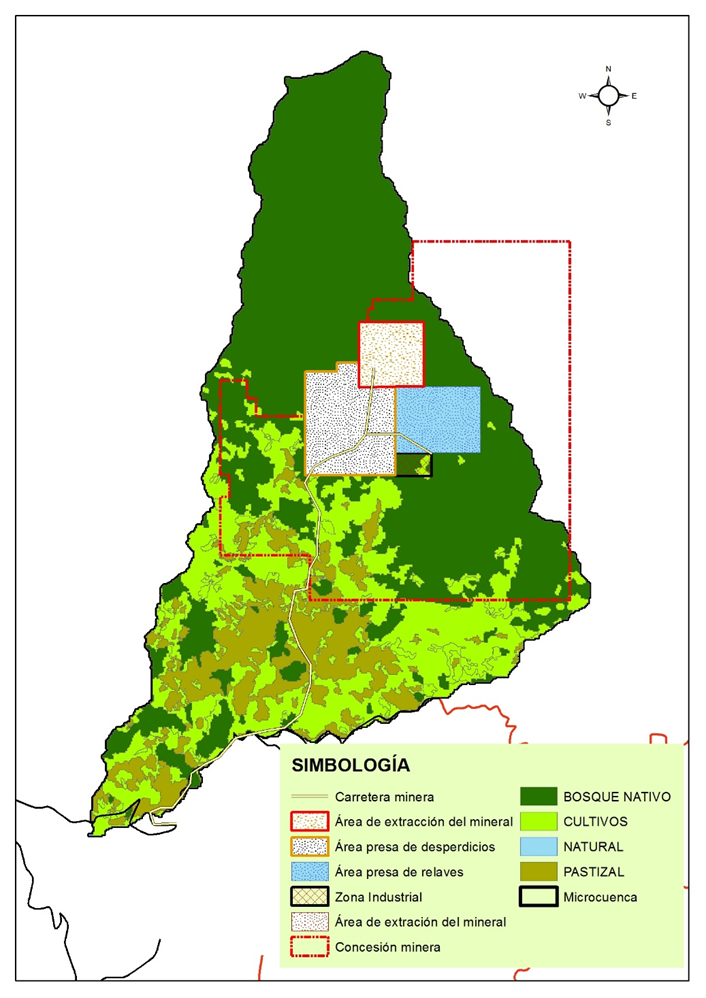 N
W E
S
SIMBOLOGÍA
Carretera minera
Área de extracción del mineral
Área presa de desperdicios
Área presa de relaves
Zona Industrial
Área de extración del mineral
Concesión minera
BOSQUE NATIVO
CULTIVOS
NATURAL
PASTIZAL
Microcuenca